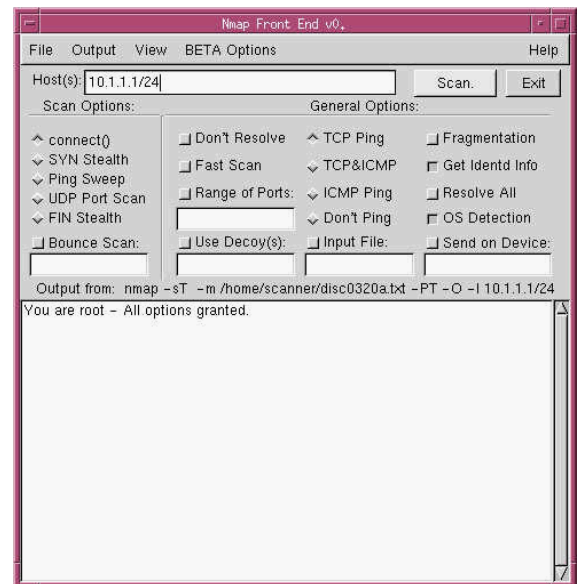 Nmap Front End v0.
File Output View BETA Options Help
Host(s): 10.1.1.1/24 Scan. Exit
Scan Options: General Options:
connect() Don't Resolve TCP Ping Fragmentation
SYN Stealth Fast Scan TCP&ICMP Get Identd Info
Ping Sweep Range of Ports: ICMP Ping Resolve All
UDP Port Scan Don't Ping OS Detection
FIN Stealth
Bounce Scan: Use Decoy(s): Input File: Send on Device:
Output from: nmap -sT -m /home/scanner/disc0320a.txt -PT -O -I 10.1.1.1/24
You are root - All options granted.